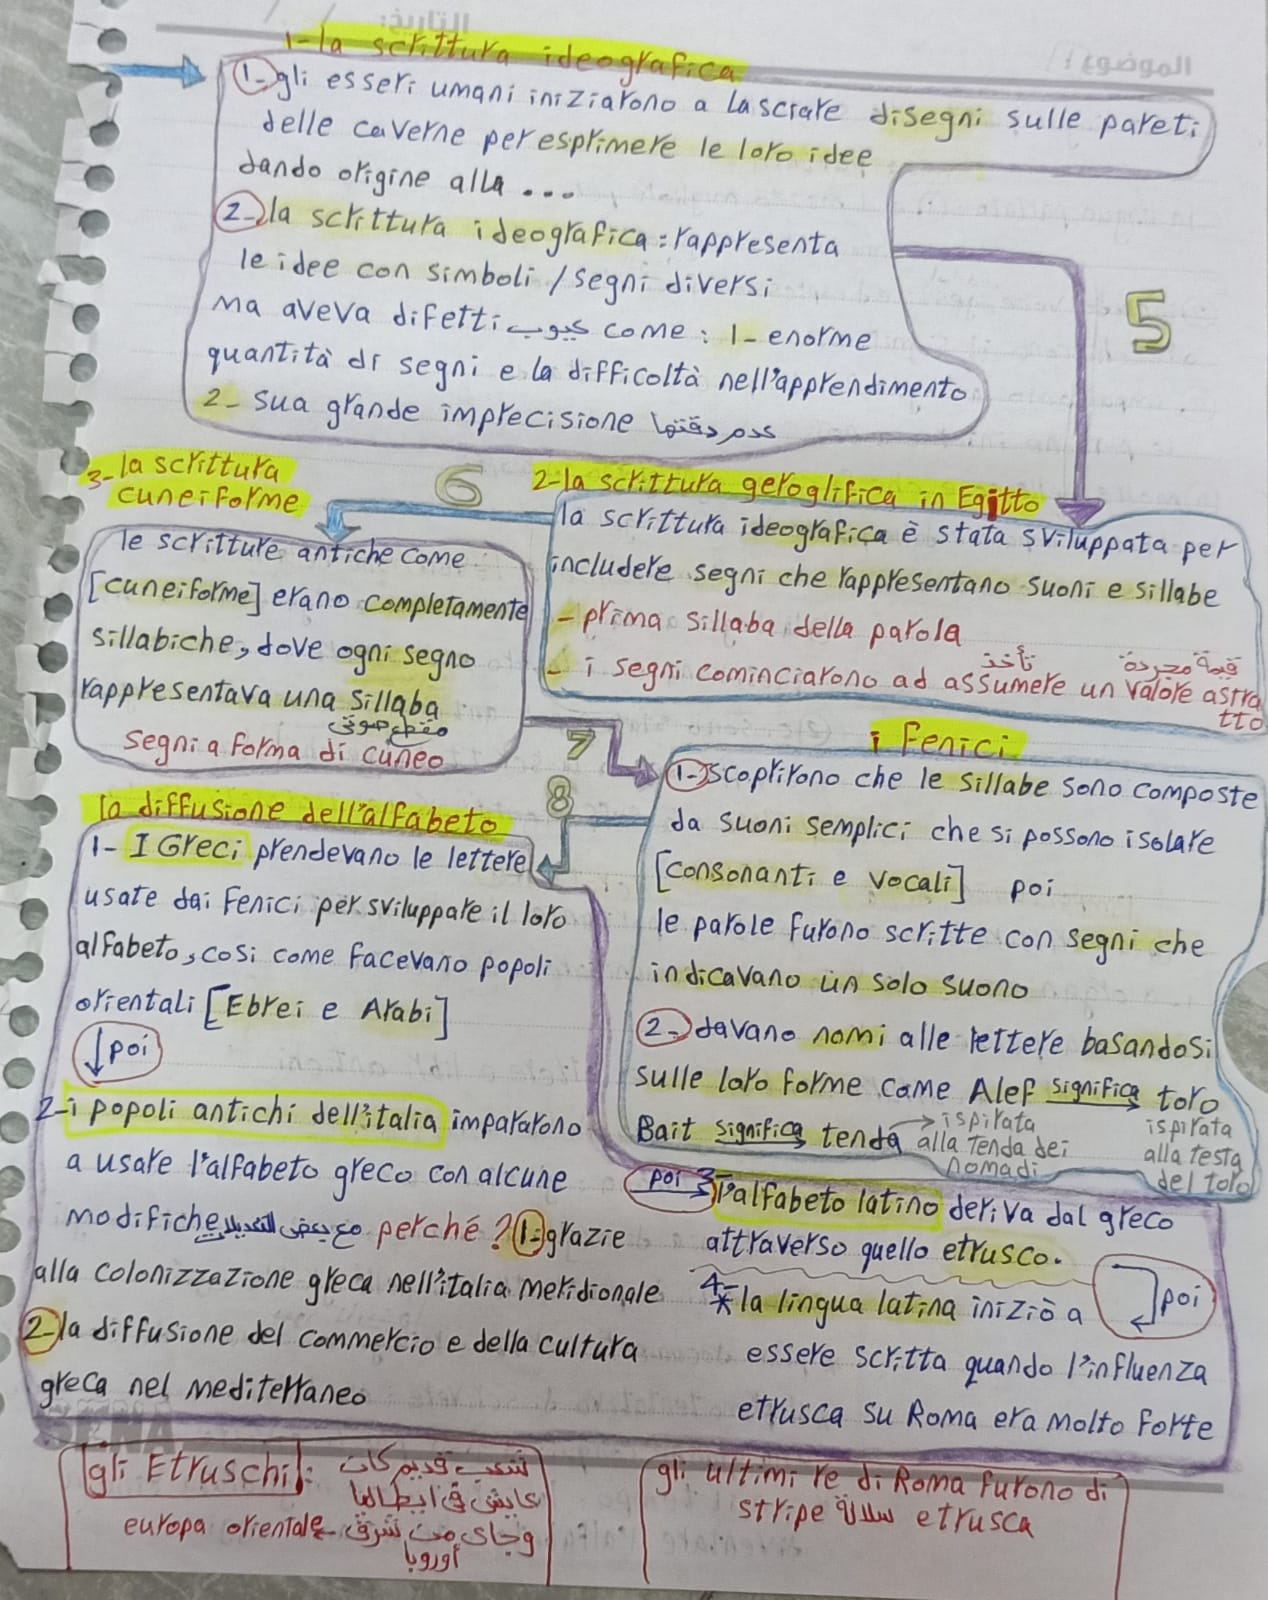 التاريخ:
الموضوع:
1-la scrittura ideografica
1- gli esseri umani iniziarono a lasciare disegni sulle pareti
delle caverne per esprimere le loro idee
dando origine alla ...
2- la scrittura ideografica : rappresenta
le idee con simboli / segni diversi
ma aveva difetti عيوب come : 1- enorme
quantità di segni e la difficoltà nell'apprendimento
2- sua grande imprecisione عدم دقتها
5
2-la scrittura geroglifica in Egitto
la scrittura ideografica è stata sviluppata per
includere segni che rappresentano suoni e sillabe
- prima sillaba della parola
تأخذ قيمة مجردة
- i segni cominciarono ad assumere un valore astra
tto
6
3-la scrittura
cuneiforme
le scritture antiche come
[cuneiforme] erano completamente
sillabiche, dove ogni segno
rappresentava una sillaba
مقطع صوتي
segni a forma di cuneo
7
i Fenici
1- scoprirono che le sillabe sono composte
da suoni semplici che si possono isolare
[consonanti e vocali] poi
le parole furono scritte con segni che
indicavano un solo suono
2- davano nomi alle lettere basandosi
sulle loro forme come Alef significa toro
ispirata
alla testa
del toro
Bait significa tenda
ispirata
alla tenda dei
nomadi
8
la diffusione dell'alfabeto
1- I Greci prendevano le lettere
usate dai Fenici per sviluppare il loro
alfabeto, così come facevano popoli
orientali [Ebrei e Arabi]
poi
2-i popoli antichi dell'italia impararono
a usare l'alfabeto greco con alcune
modifiche مع بعض التعديلات perché ? 1- grazie
alla colonizzazione greca nell'italia meridionale
2- la diffusione del commercio e della cultura
greca nel mediterraneo
poi 3- l'alfabeto latino deriva dal greco
attraverso quello etrusco.
poi
4-
* la lingua latina iniziò a
essere scritta quando l'influenza
etrusca su Roma era molto forte
gli Etruschi : شعب قديم كان
عايش في ايطاليا
europa orientale وجاي من شرق
أوروبا
gli ultimi re di Roma furono di
stripe سلالة etrusca